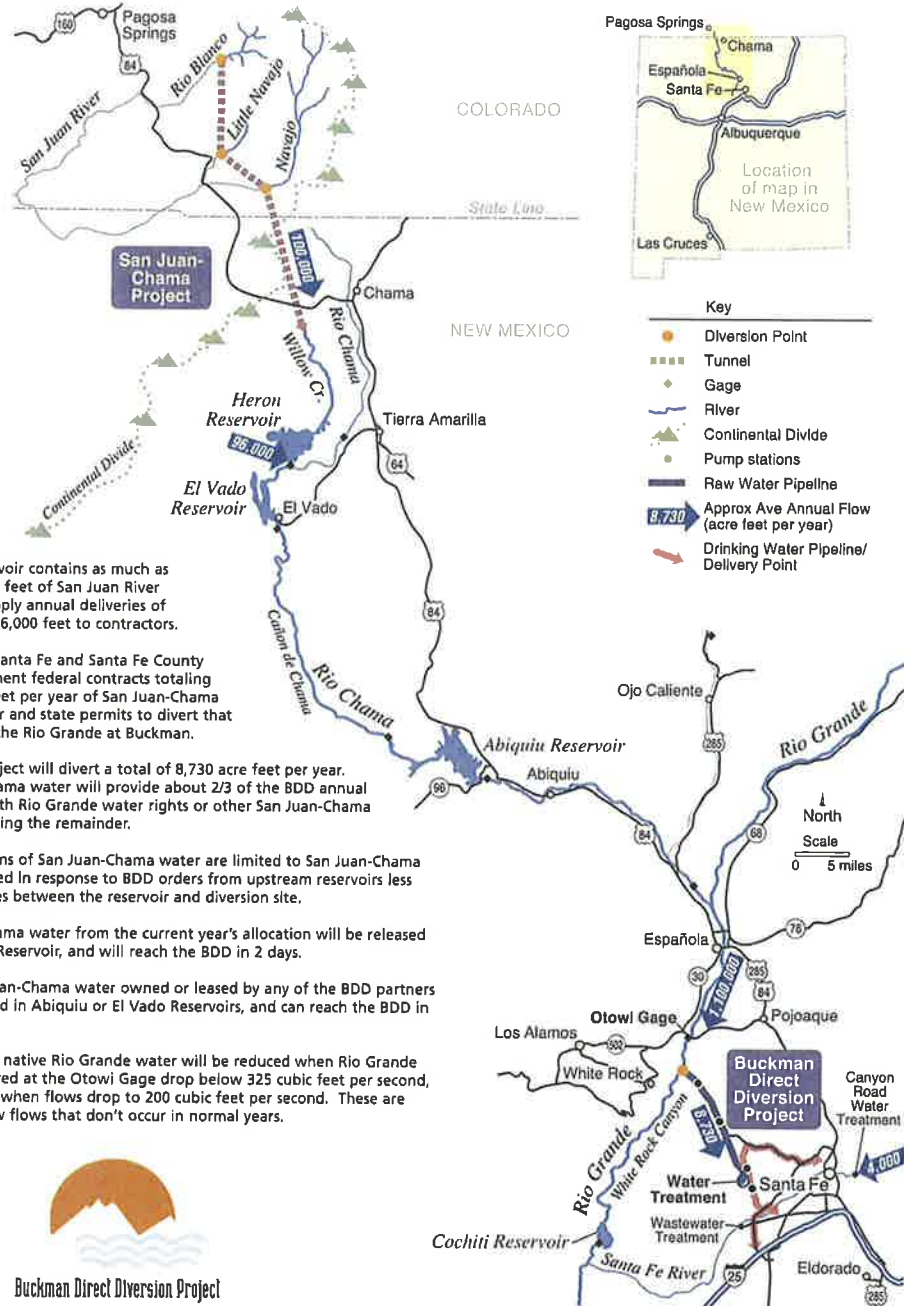 160
Pagosa
Springs
84
Rio Blanco
Little Navajo
Navajo
San Juan River
COLORADO
State Line
San Juan-
Chama
Project
100,000
Chama
NEW MEXICO
Rio Chama
Willow Cr.
Heron
Reservoir
96,000
Tierra Amarilla
64
El Vado
Reservoir
El Vado
Continental Divide
84
Cañon de Chama
Rio Chama
Abiquiu Reservoir
96
Abiquiu
84
Ojo Caliente
285
Rio Grande
68
North
Scale
0 5 miles
76
Española
30
285
84
1,100,000
Otowi Gage
Pojoaque
Los Alamos
502
White Rock
Buckman
Direct
Diversion
Project
Canyon
Road
Water
Treatment
8,730
4,000
Rio Grande
White Rock Canyon
Water
Treatment
Santa Fe
Wastewater
Treatment
Cochiti Reservoir
Santa Fe River
25
Eldorado
285
Pagosa Springs
Chama
Española
Santa Fe
Albuquerque
Location
of map in
New Mexico
Las Cruces
Key
Diversion Point
Tunnel
Gage
River
Continental Divide
Pump stations
Raw Water Pipeline
8,730
Approx Ave Annual Flow
(acre feet per year)
Drinking Water Pipeline/
Delivery Point
voir contains as much as
feet of San Juan River
ply annual deliveries of
6,000 feet to contractors.
anta Fe and Santa Fe County
nent federal contracts totaling
eet per year of San Juan-Chama
r and state permits to divert that
the Rio Grande at Buckman.
ject will divert a total of 8,730 acre feet per year.
ama water will provide about 2/3 of the BDD annual
th Rio Grande water rights or other San Juan-Chama
ing the remainder.
ns of San Juan-Chama water are limited to San Juan-Chama
ed in response to BDD orders from upstream reservoirs less
es between the reservoir and diversion site.
ama water from the current year's allocation will be released
Reservoir, and will reach the BDD in 2 days.
an-Chama water owned or leased by any of the BDD partners
d in Abiquiu or El Vado Reservoirs, and can reach the BDD in
native Rio Grande water will be reduced when Rio Grande
red at the Otowi Gage drop below 325 cubic feet per second,
when flows drop to 200 cubic feet per second. These are
w flows that don't occur in normal years.
Buckman Direct Diversion Project